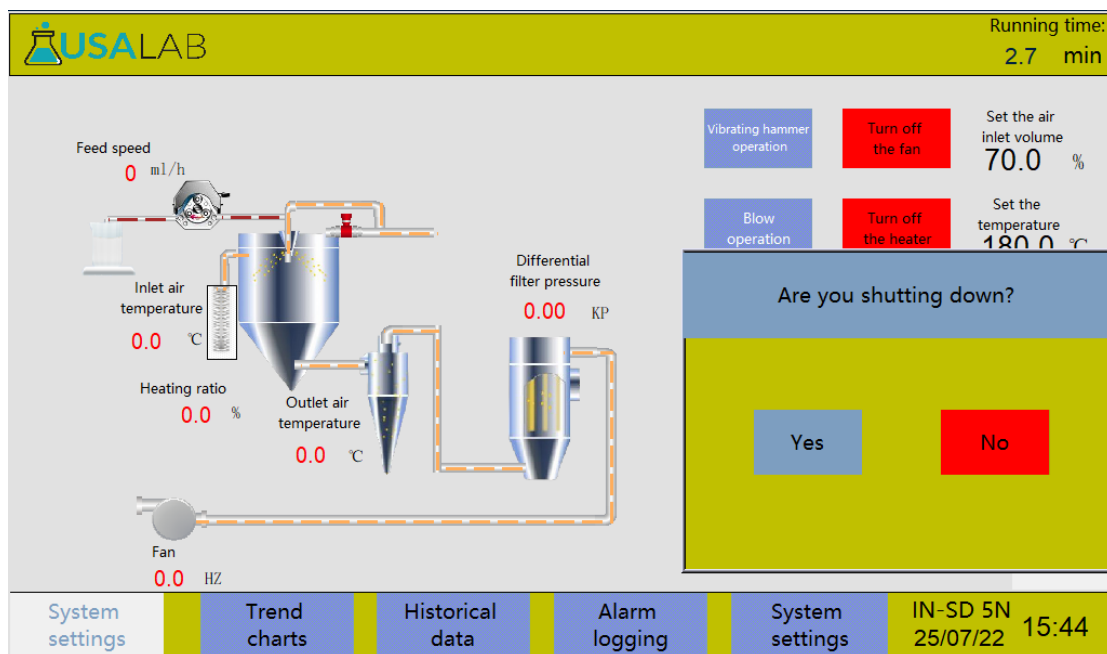 USALAB
Running time:
2.7 min
Vibrating hammer
operation
Turn off
the fan
Set the air
inlet volume
70.0 %
Feed speed
0 ml/h
Blow
operation
Turn off
the heater
Set the
temperature
180.0 ℃
Differential
filter pressure
0.00 KP
Inlet air
temperature
0.0 ℃
Are you shutting down?
Heating ratio
0.0 %
Outlet air
temperature
0.0 ℃
Yes
No
Fan
0.0 HZ
System
settings
Trend
charts
Historical
data
Alarm
logging
System
settings
IN-SD 5N
25/07/22
15:44